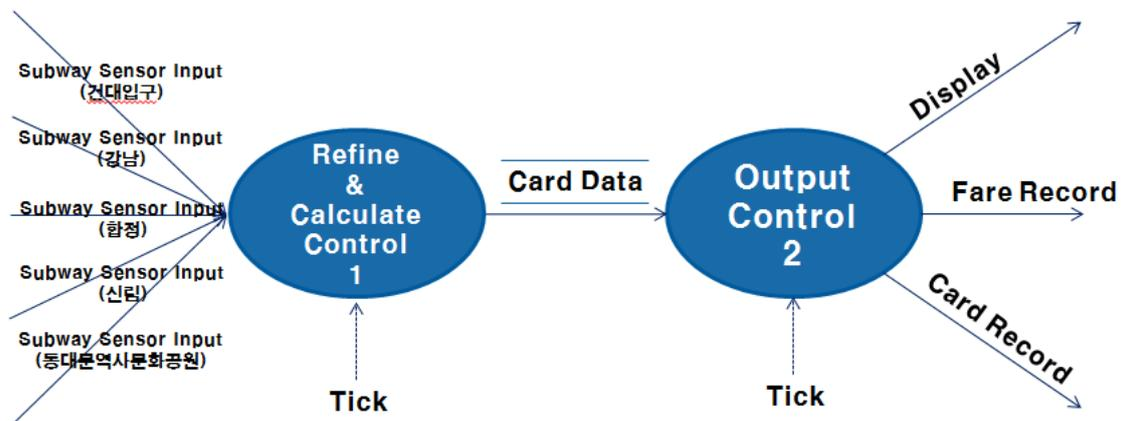 Subway Sensor Input
(건대입구)
Subway Sensor Input
(강남)
Subway Sensor Input
(합정)
Subway Sensor Input
(신림)
Subway Sensor Input
(동대문역사문화공원)
Refine
&
Calculate
Control
1
Tick
Card Data
Output
Control
2
Tick
Display
Fare Record
Card Record